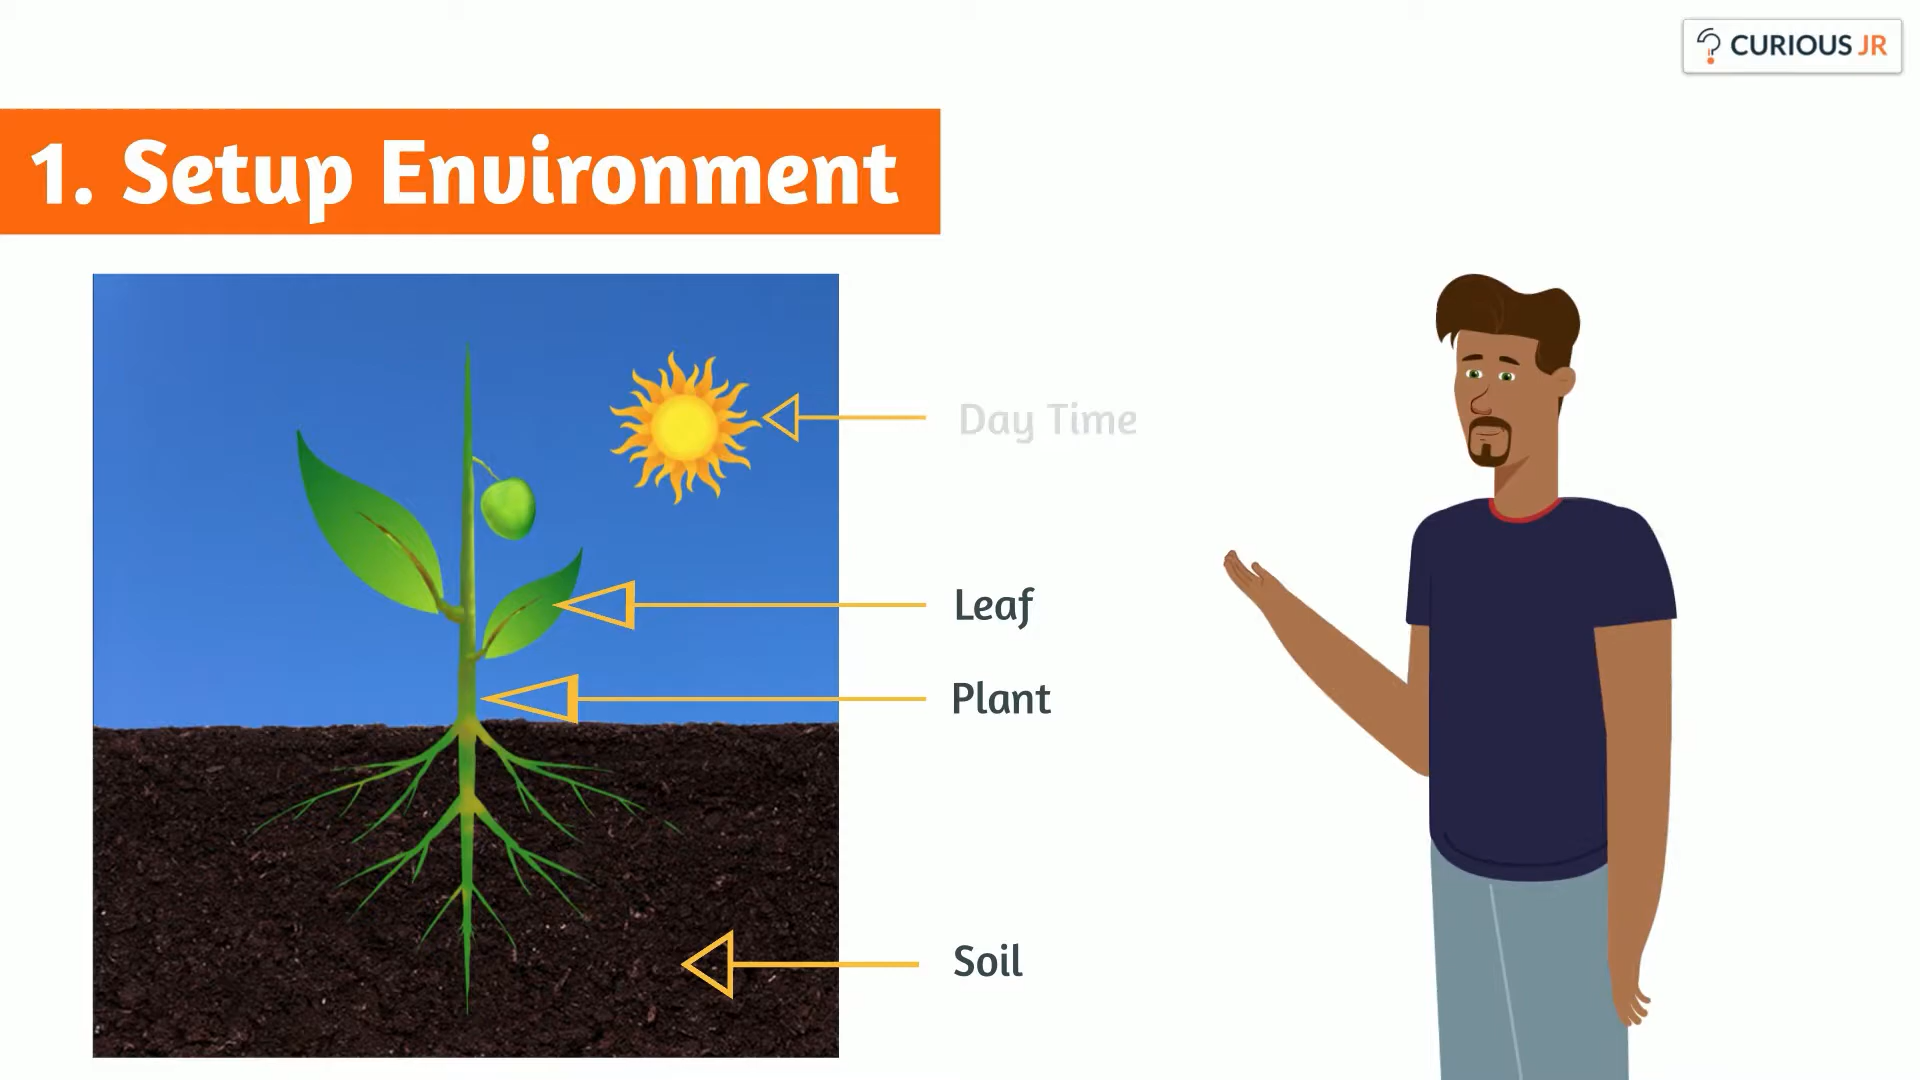 CURIOUS JR
1. Setup Environment
Day Time
Leaf
Plant
Soil